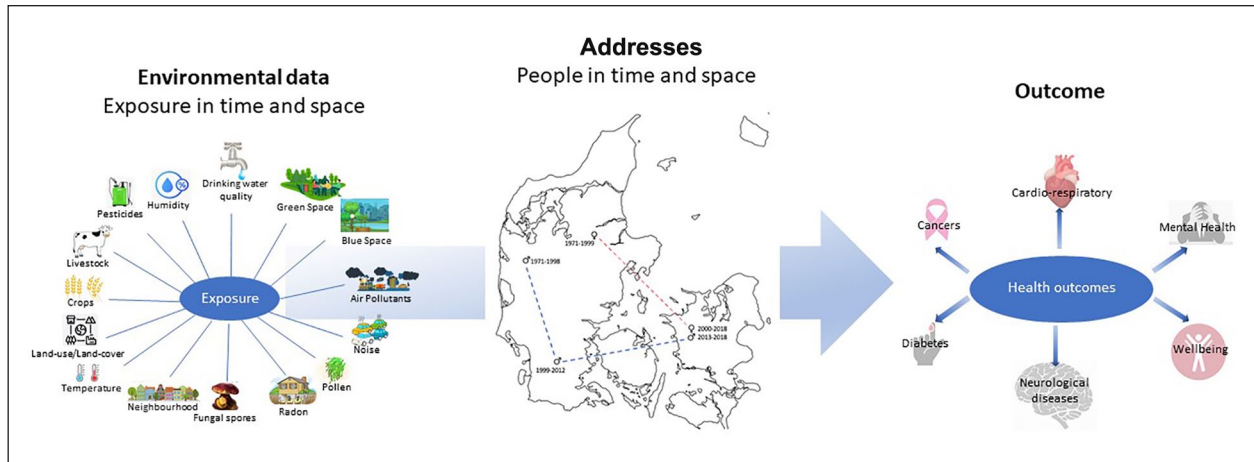 Environmental data
Exposure in time and space
Drinking water
quality
Humidity
Pesticides
Green Space
Blue Space
Livestock
Air Pollutants
Exposure
Crops
Noise
Land-use/Land-cover
Pollen
Temperature
Neighbourhood
Fungal spores
Radon
Addresses
People in time and space
1971-1999
♂1971-1998
♀2000-2018
♂2013-2018
1999-2012
Outcome
Cardio-respiratory
Cancers
Mental Health
Health outcomes
Diabetes
Wellbeing
Neurological
diseases